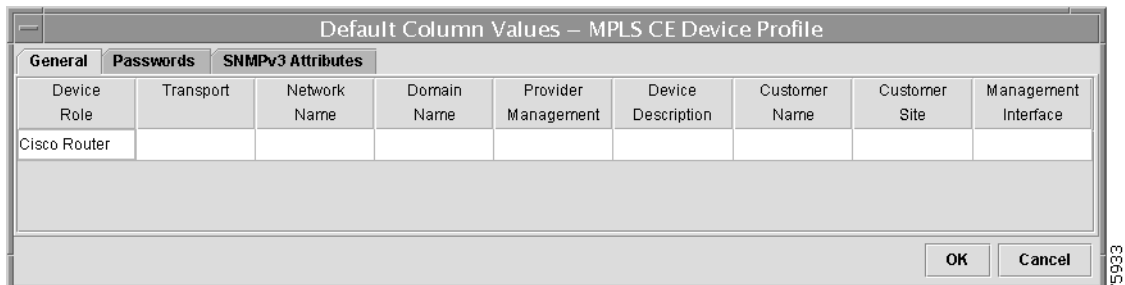 Default Column Values – MPLS CE Device Profile
General Passwords SNMPv3 Attributes
Device Role Transport Network Name Domain Name Provider Management Device Description Customer Name Customer Site Management Interface
Cisco Router
OK Cancel